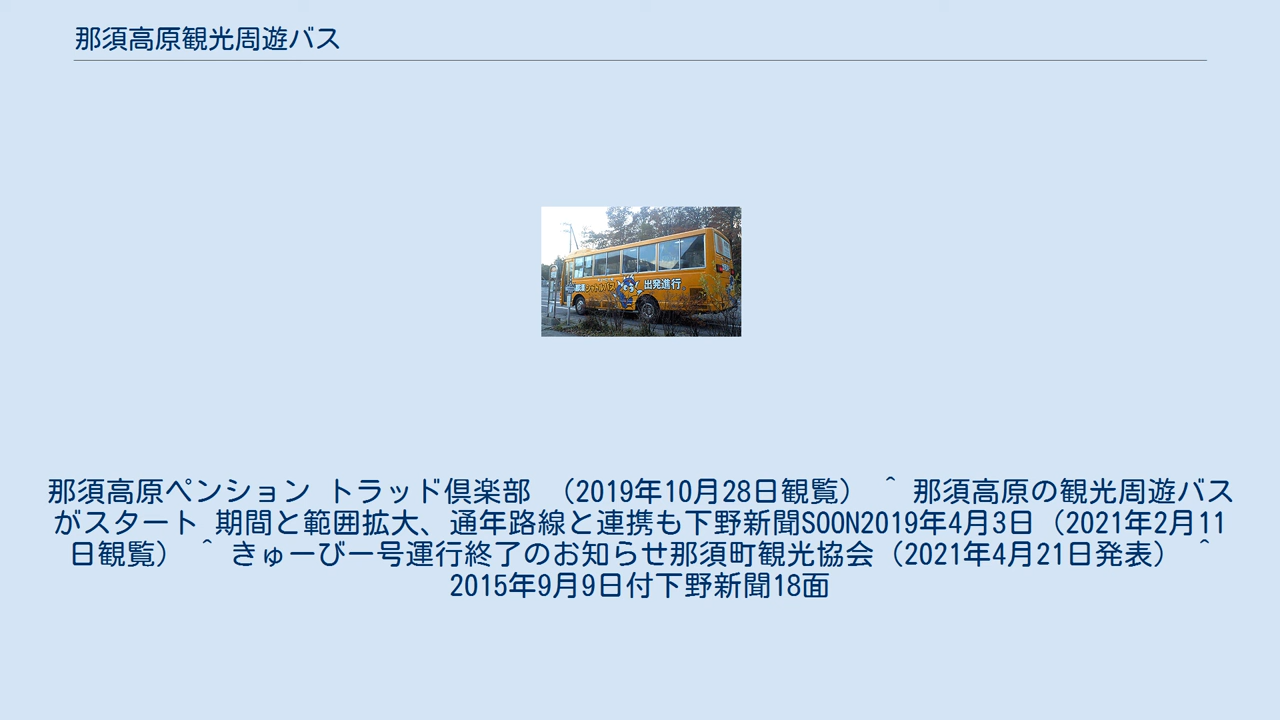 那須高原観光周遊バス
那須シャトルバス 出発進行
那須高原ペンション トラッド倶楽部 （2019年10月28日観覧） ^ 那須高原の観光周遊バス
がスタート 期間と範囲拡大、通年路線と連携も下野新聞SOON2019年4月3日（2021年2月11
日観覧） ^ きゅーびー号運行終了のお知らせ那須町観光協会（2021年4月21日発表） ^
2015年9月9日付下野新聞18面